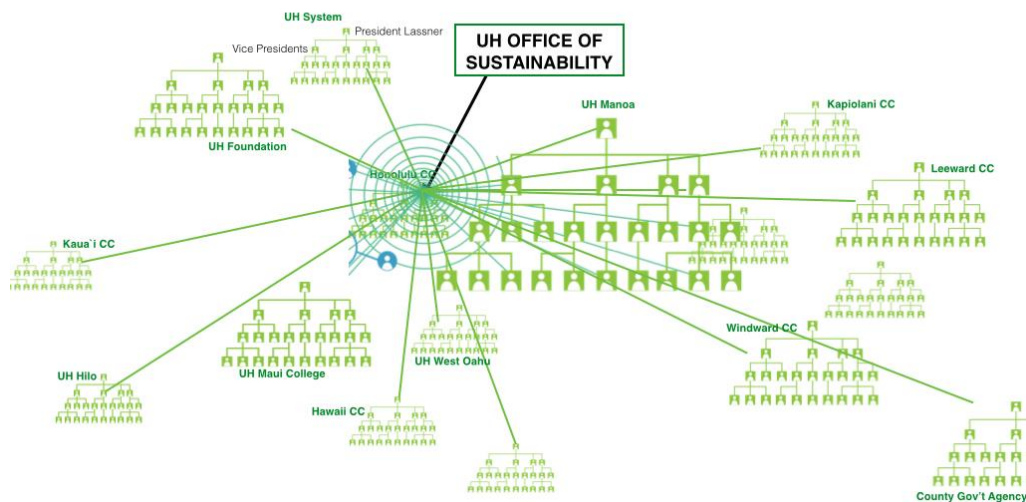 UH System
President Lassner
Vice Presidents
UH OFFICE OF
SUSTAINABILITY
UH Foundation
UH Manoa
Kapiolani CC
Honolulu CC
Leeward CC
Kaua`i CC
Windward CC
UH West Oahu
UH Maui College
UH Hilo
Hawaii CC
County Gov't Agency